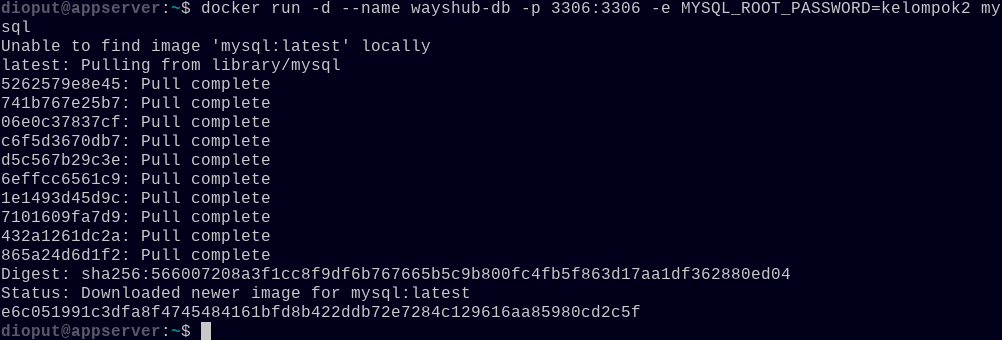 dioput@appserver:~$ docker run -d --name wayshub-db -p 3306:3306 -e MYSQL_ROOT_PASSWORD=kelompok2 my
sql
Unable to find image 'mysql:latest' locally
latest: Pulling from library/mysql
5262579e8e45: Pull complete
741b767e25b7: Pull complete
06e0c37837cf: Pull complete
c6f5d3670db7: Pull complete
d5c567b29c3e: Pull complete
6effcc6561c9: Pull complete
1e1493d45d9c: Pull complete
7101609fa7d9: Pull complete
432a1261dc2a: Pull complete
865a24d6d1f2: Pull complete
Digest: sha256:566007208a3f1cc8f9df6b767665b5c9b800fc4fb5f863d17aa1df362880ed04
Status: Downloaded newer image for mysql:latest
e6c051991c3dfa8f4745484161bfd8b422ddb72e7284c129616aa85980cd2c5f
dioput@appserver:~$